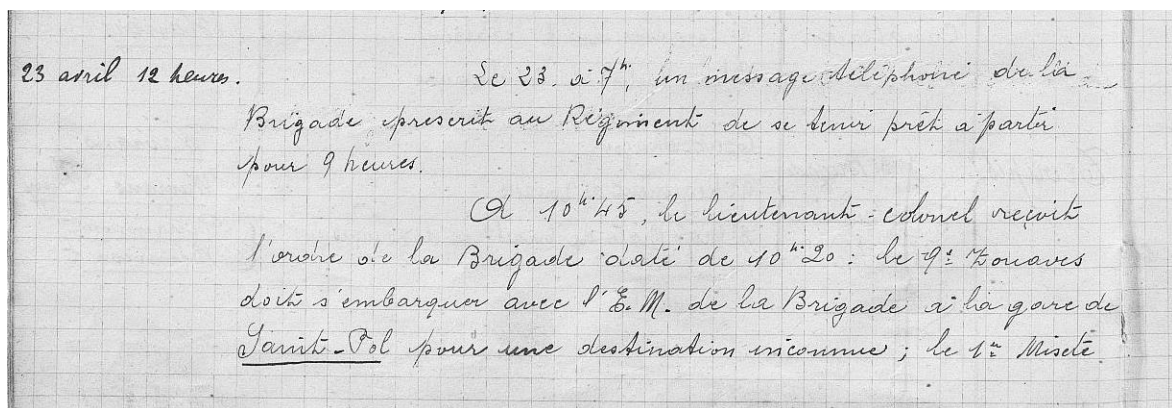 23 avril 12 heures. Le 23. à 7h, un message téléphoné de la
Brigade prescrit au Régiment de se tenir prêt à partir
pour 9 heures.
A 10h45, le lieutenant-colonel reçoit
l'ordre de la Brigade daté de 10h20 : le 9e Zouaves
doit s'embarquer avec l'E.M. de la Brigade à la gare de
Saint-Pol pour une destination inconnue ; le 1er Mixte